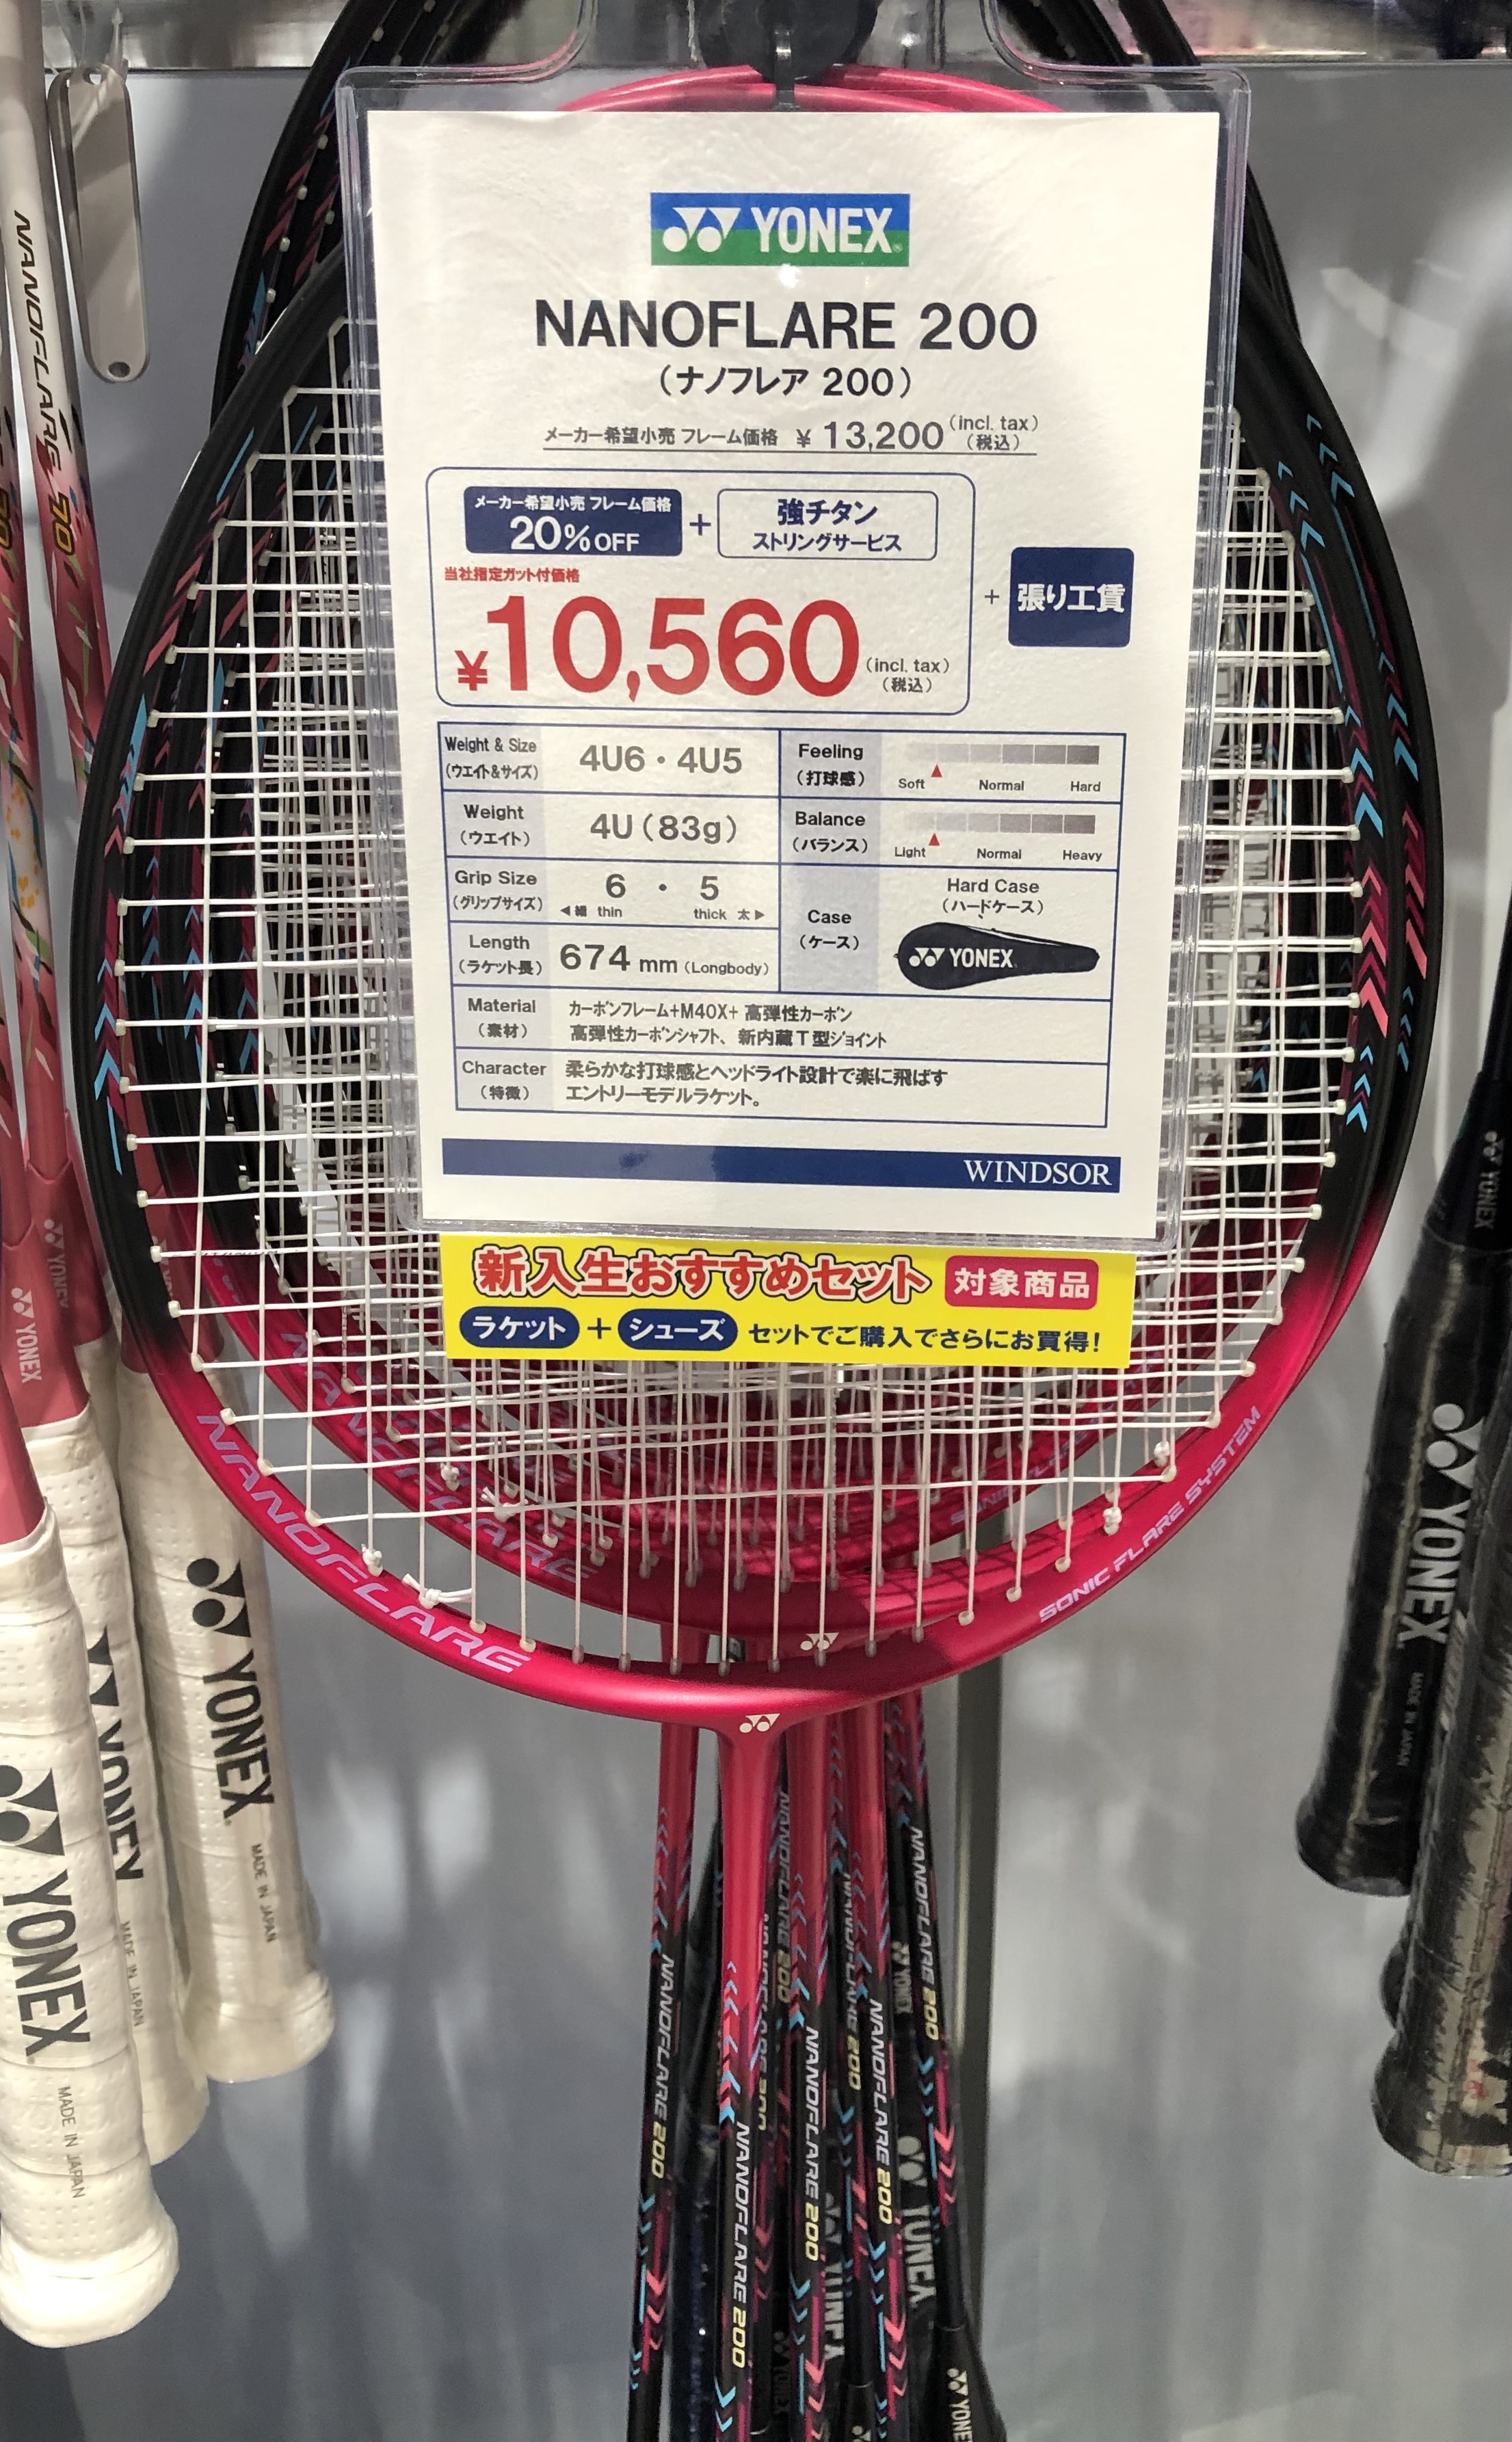 YONEX
NANOFLARE 200
(ナノフレア 200)
メーカー希望小売 フレーム価格 ¥ 13,200 (incl. tax) (税込)
メーカー希望小売 フレーム価格
20%OFF
+
強チタン
ストリングサービス
当社指定ガット付価格
¥10,560 (incl. tax) (税込)
+ 張り工賃
Weight & Size (ウエイト&サイズ) 4U6・4U5
Weight (ウエイト) 4U(83g)
Grip Size (グリップサイズ) 6 ・ 5
◀細 thin thick 太▶
Length (ラケット長) 674 mm (Longbody)
Feeling (打球感)
Soft Normal Hard
Balance (バランス)
Light Normal Heavy
Case (ケース)
Hard Case
(ハードケース)
YONEX
Material (素材) カーボンフレーム+M40X+ 高弾性カーボン
高弾性カーボンシャフト、新内蔵T型ジョイント
Character (特徴) 柔らかな打球感とヘッドライト設計で楽に飛ばす
エントリーモデルラケット。
WINDSOR
新入生おすすめセット 対象商品
ラケット + シューズ セットでご購入でさらにお買得!
NANOFLARE
SONIC FLARE SYSTEM
NANOFLARE
NANOFLARE 200
NANOFLARE 200
NANOFLARE 200
NANOFLARE 200
NANOFLARE 200
NANOFLARE 70
YONEX
YONEX
YONEX MADE IN JAPAN
YONEX MADE IN JAPAN
YONEX MADE IN JAPAN
YONEX
YONEX MADE IN JAPAN
YONEX
YONEX
YONEX